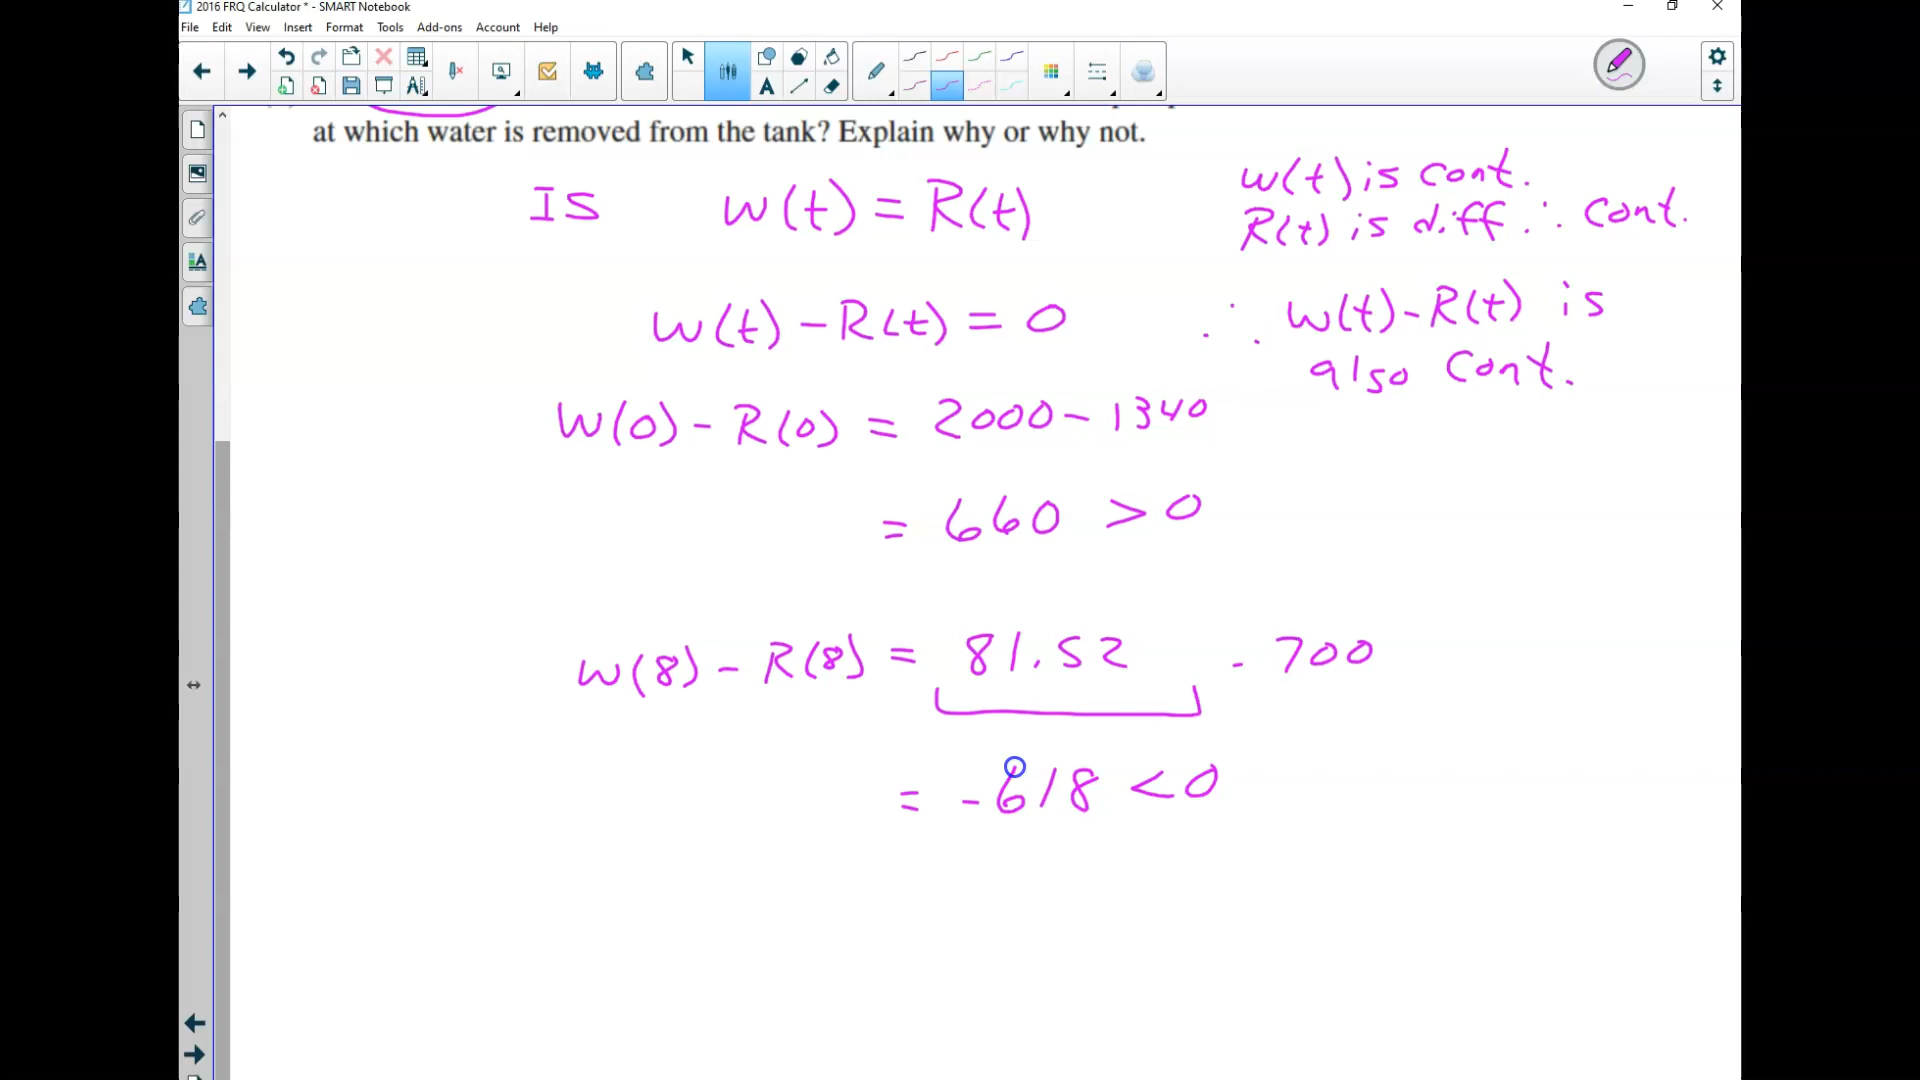 2016 FRQ Calculator * - SMART Notebook
File Edit View Insert Format Tools Add-ons Account Help
at which water is removed from the tank? Explain why or why not.
IS w(t) = R(t)
w(t) is cont.
R(t) is diff ∴ cont.
w(t) - R(t) = 0
∴ w(t) - R(t) is
also cont.
W(0) - R(0) = 2000 - 1340
= 660 > 0
w(8) - R(8) = 81.52 - 700
= -618 < 0